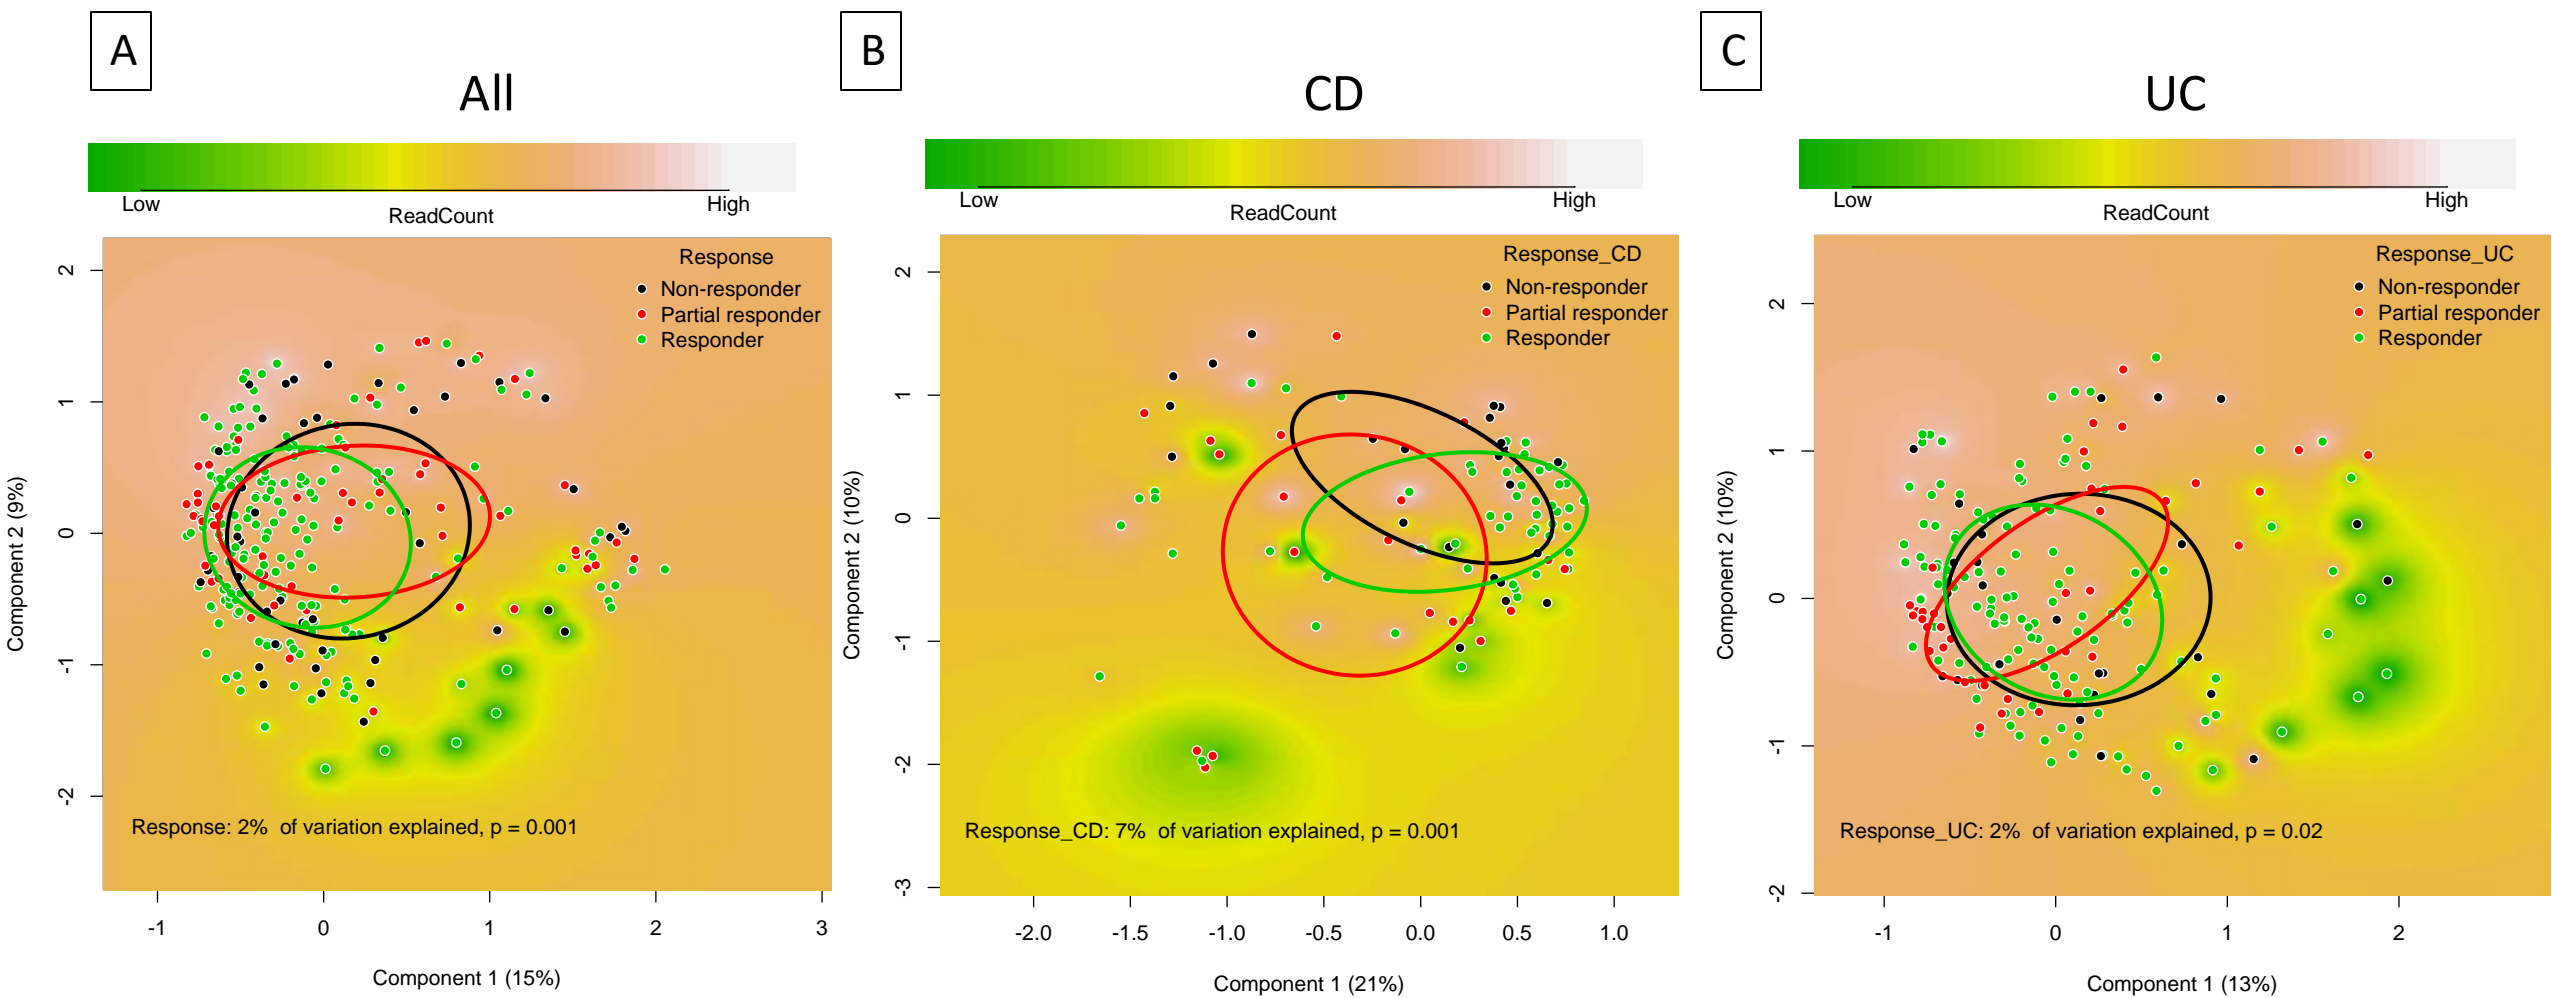 A
All
Low
High
ReadCount
Response
Non-responder
Partial responder
Responder
2
1
0
-1
-2
Component 2 (9%)
Response: 2% of variation explained, p = 0.001
-1 0 1 2 3
Component 1 (15%)
B
CD
Low
High
ReadCount
Response_CD
Non-responder
Partial responder
Responder
2
1
0
-1
-2
-3
Component 2 (10%)
Response_CD: 7% of variation explained, p = 0.001
-2.0 -1.5 -1.0 -0.5 0.0 0.5 1.0
Component 1 (21%)
C
UC
Low
High
ReadCount
Response_UC
Non-responder
Partial responder
Responder
2
1
0
-1
-2
Component 2 (10%)
Response_UC: 2% of variation explained, p = 0.02
-1 0 1 2
Component 1 (13%)